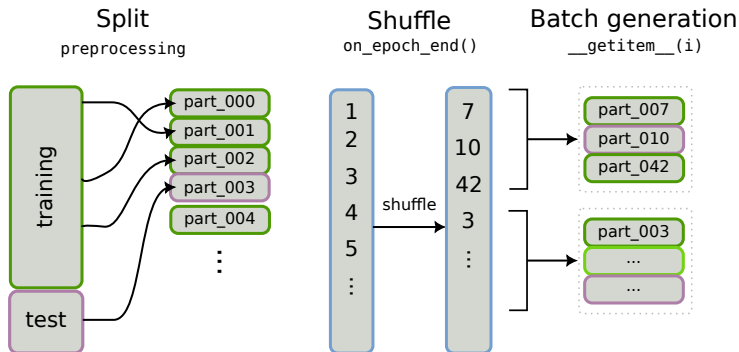 Split
preprocessing
training
test
part_000
part_001
part_002
part_003
part_004
⋮
Shuffle
on_epoch_end()
1
2
3
4
5
...
shuffle
7
10
42
3
...
Batch generation
__getitem__(i)
part_007
part_010
part_042
part_003
...
...